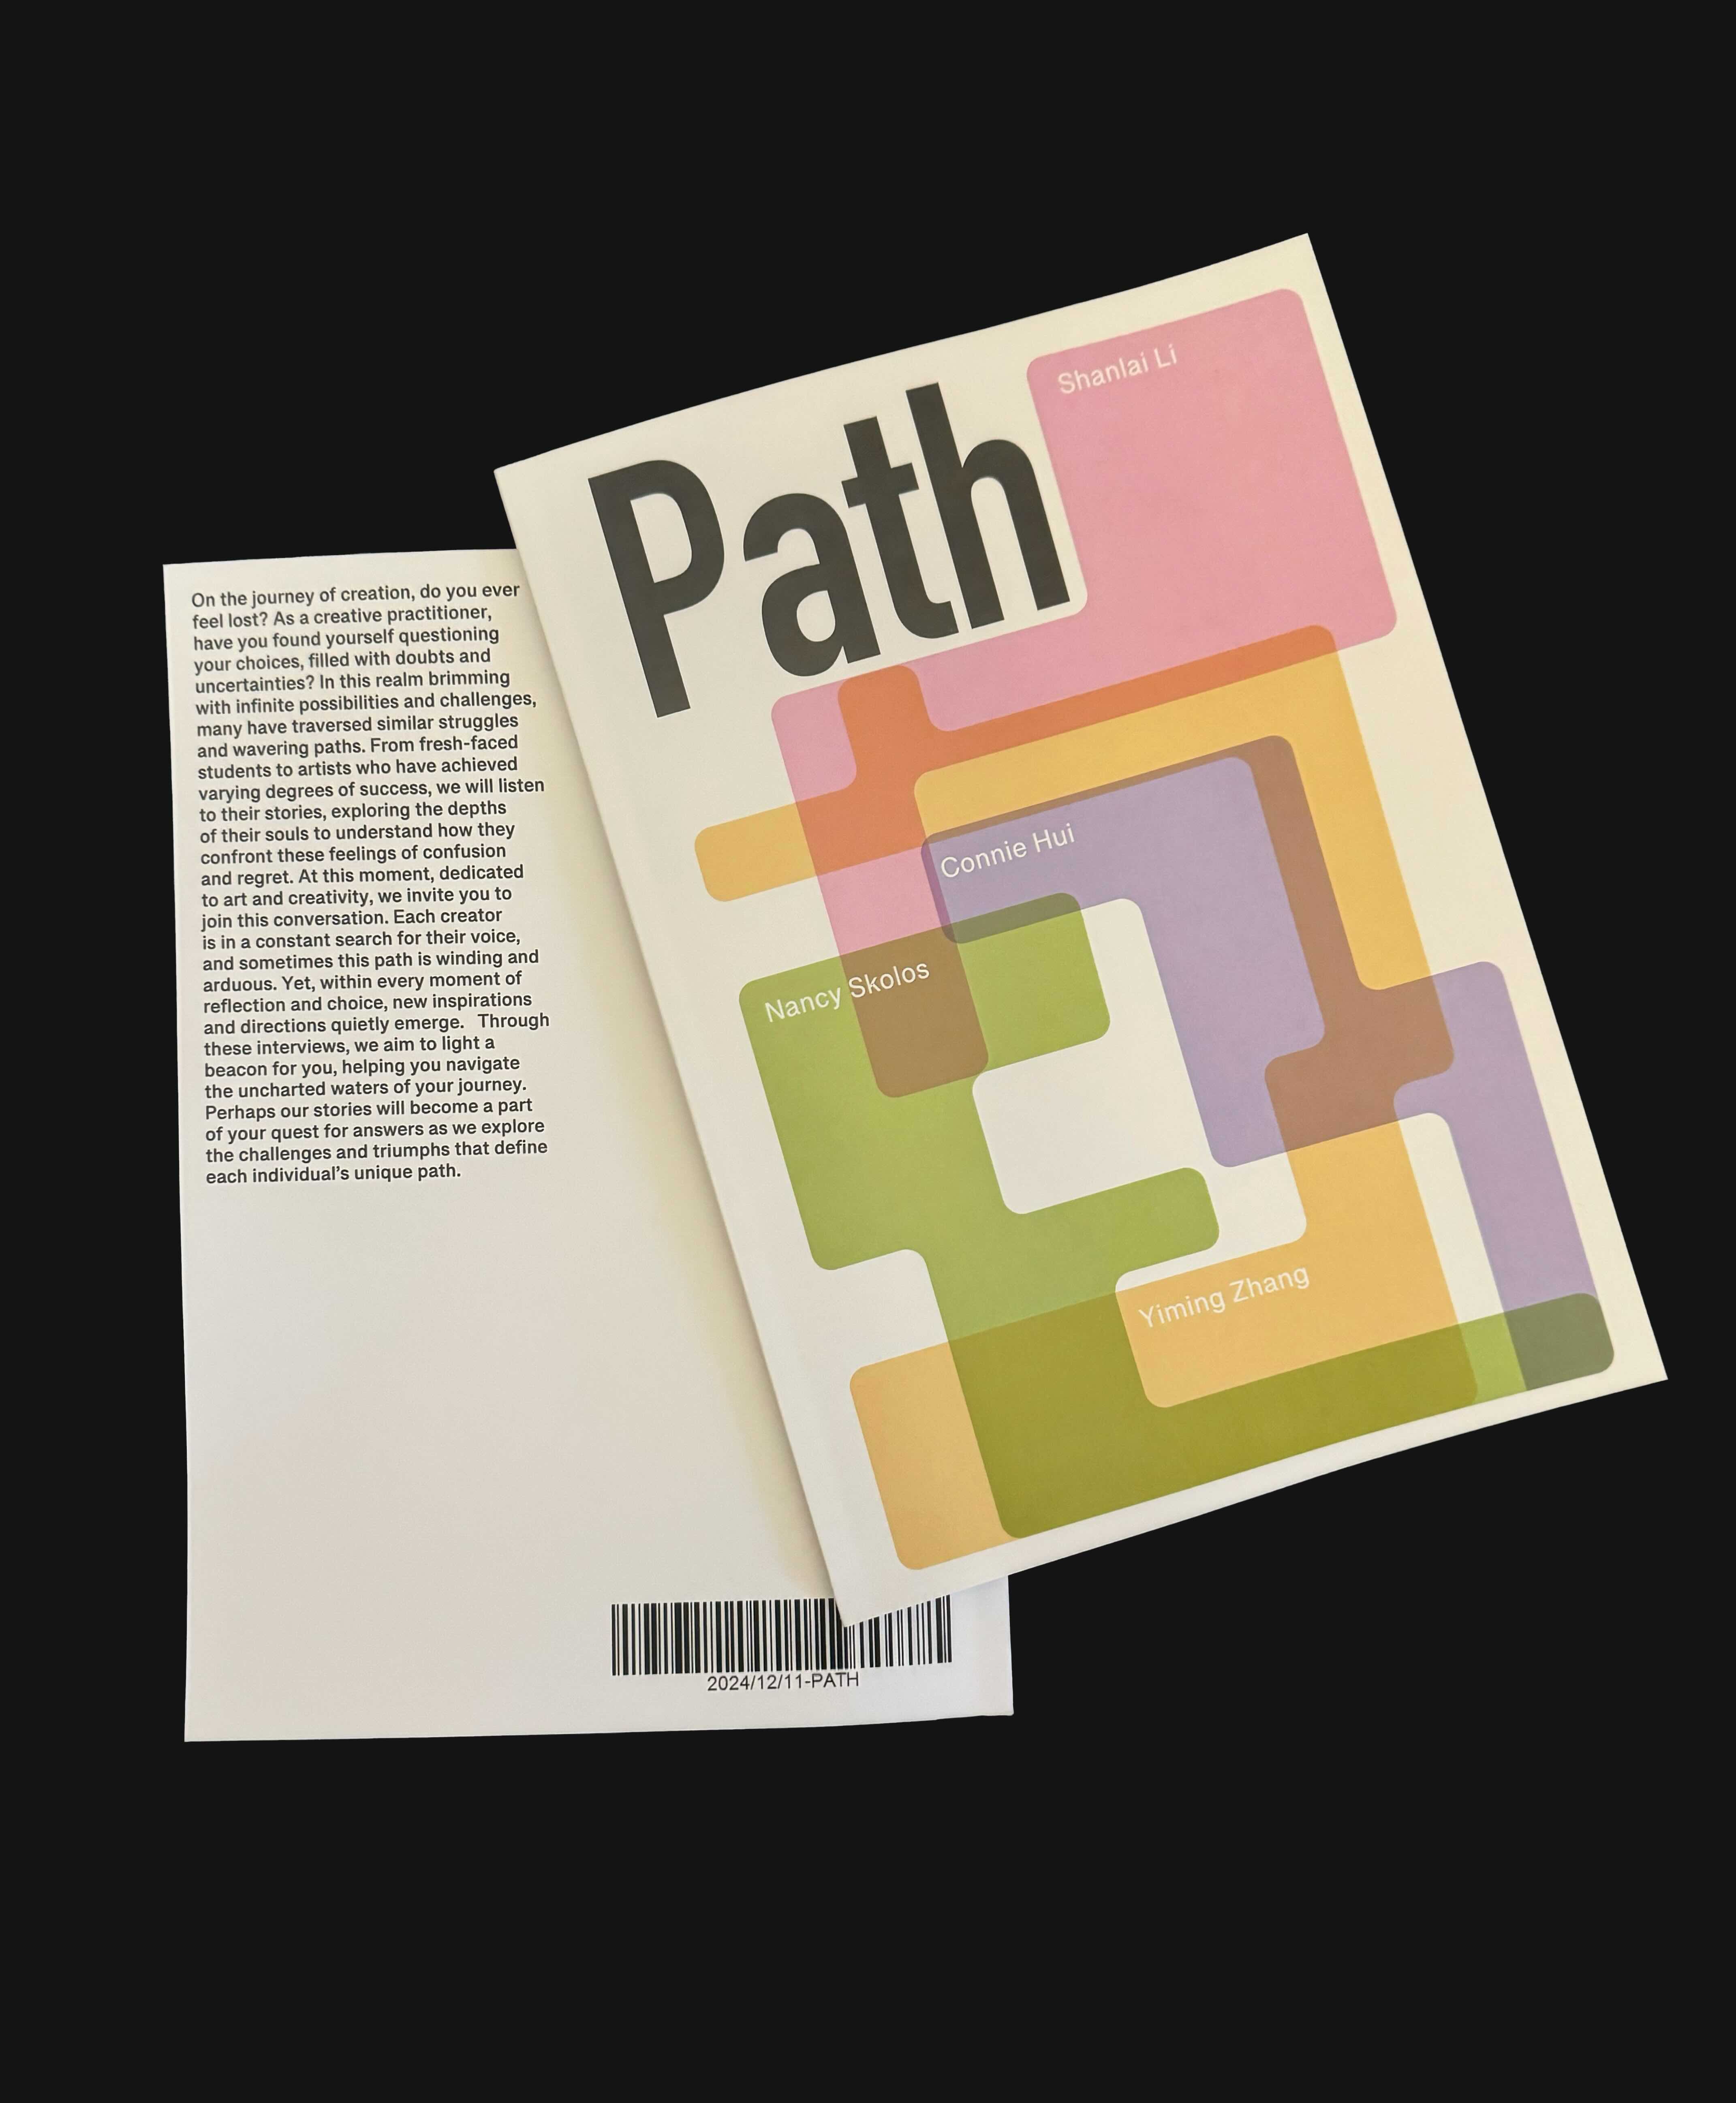 On the journey of creation, do you ever
feel lost? As a creative practitioner,
have you found yourself questioning
your choices, filled with doubts and
uncertainties? In this realm brimming
with infinite possibilities and challenges,
many have traversed similar struggles
and wavering paths. From fresh-faced
students to artists who have achieved
varying degrees of success, we will listen
to their stories, exploring the depths
of their souls to understand how they
confront these feelings of confusion
and regret. At this moment, dedicated
to art and creativity, we invite you to
join this conversation. Each creator
is in a constant search for their voice,
and sometimes this path is winding and
arduous. Yet, within every moment of
reflection and choice, new inspirations
and directions quietly emerge.   Through
these interviews, we aim to light a
beacon for you, helping you navigate
the uncharted waters of your journey.
Perhaps our stories will become a part
of your quest for answers as we explore
the challenges and triumphs that define
each individual’s unique path.
2024/12/11-PATH
Path
Shanlai Li
Connie Hui
Nancy Skolos
Yiming Zhang